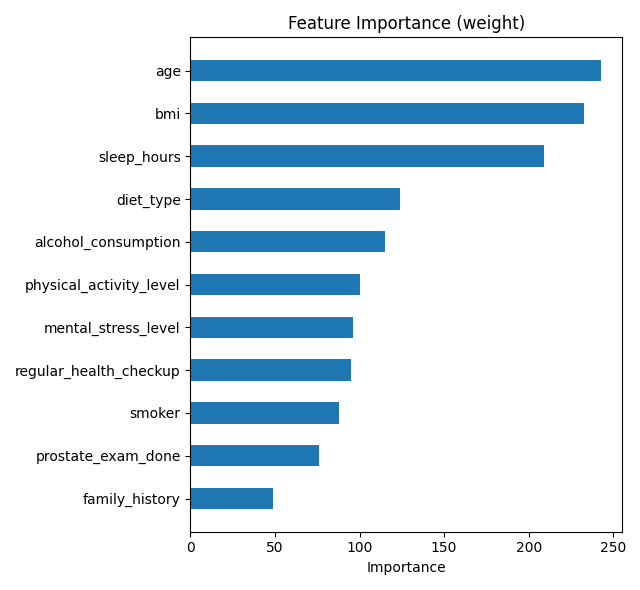 Feature Importance (weight)
age
bmi
sleep_hours
diet_type
alcohol_consumption
physical_activity_level
mental_stress_level
regular_health_checkup
smoker
prostate_exam_done
family_history
0 50 100 150 200 250
Importance